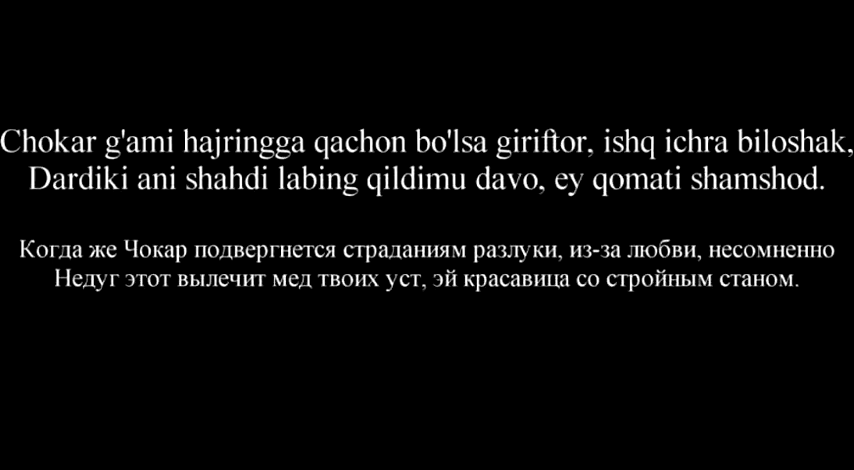 Chokar g'ami hajringga qachon bo'lsa giriftor, ishq ichra biloshak,
Dardiki ani shahdi labing qildimu davo, ey qomati shamshod.
Когда же Чокар подвергнется страданиям разлуки, из-за любви, несомненно
Недуг этот вылечит мед твоих уст, эй красавица со стройным станом.